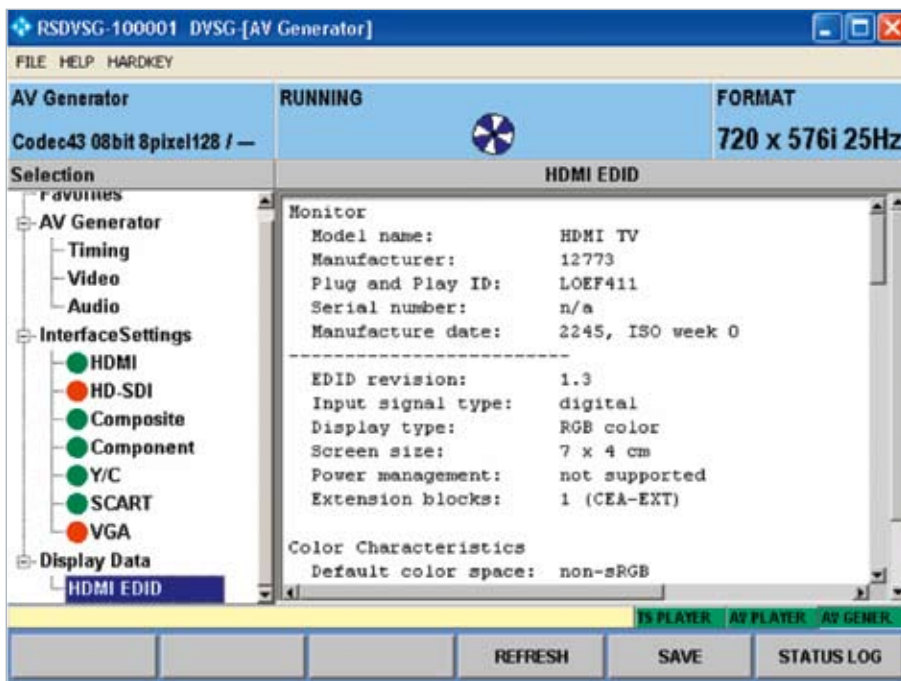 RSDVSG-100001 DVSG-[AV Generator]
FILE HELP HARDKEY
AV Generator
RUNNING
FORMAT
Codec43 08bit 8pixel128 / ---
720 x 576i 25Hz
Selection
HDMI EDID
Favorites
AV Generator
Timing
Video
Audio
InterfaceSettings
HDMI
HD-SDI
Composite
Component
Y/C
SCART
VGA
Display Data
HDMI EDID
Monitor
Model name: HDMI TV
Manufacturer: 12773
Plug and Play ID: LOEF411
Serial number: n/a
Manufacture date: 2245, ISO week 0
--------------------------
EDID revision: 1.3
Input signal type: digital
Display type: RGB color
Screen size: 7 x 4 cm
Power management: not supported
Extension blocks: 1 (CEA-EXT)
Color Characteristics
Default color space: non-sRGB
TS PLAYER AV PLAYER AV GENER.
REFRESH SAVE STATUS LOG